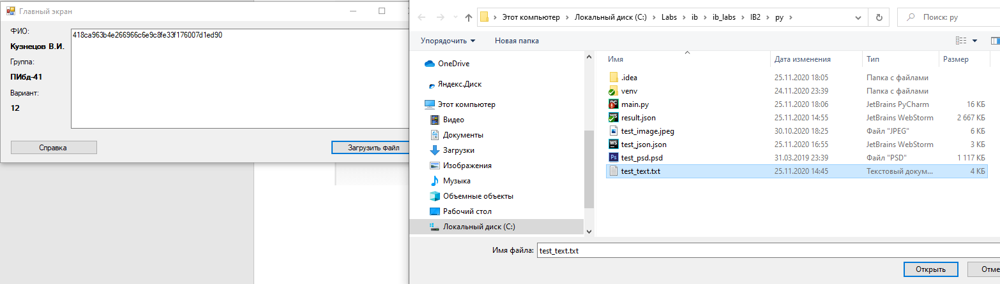 Главный экран
ФИО:
Кузнецов В.И.
Группа:
ПИбд-41
Вариант:
12
418ca963b4e266966c6e9c8fe33f176007d1ed90
Справка
Загрузить файл
Этот компьютер > Локальный диск (C:) > Labs > ib > ib_labs > IB2 > py >
Поиск: py
Упорядочить Новая папка
OneDrive
Яндекс.Диск
Этот компьютер
Видео
Документы
Загрузки
Изображения
Музыка
Объемные объекты
Рабочий стол
Локальный диск (C:)
Имя Дата изменения Тип Размер
.idea 25.11.2020 18:05 Папка с файлами
venv 24.11.2020 23:39 Папка с файлами
main.py 25.11.2020 18:06 JetBrains PyCharm 16 КБ
result.json 25.11.2020 14:55 JetBrains WebStorm 2 667 КБ
test_image.jpeg 30.10.2020 18:25 Файл "JPEG" 6 КБ
test_json.json 25.11.2020 16:55 JetBrains WebStorm 3 КБ
test_psd.psd 31.03.2019 23:39 Файл "PSD" 1 117 КБ
test_text.txt 25.11.2020 14:45 Текстовый докум... 4 КБ
Имя файла: test_text.txt
Открыть Отме